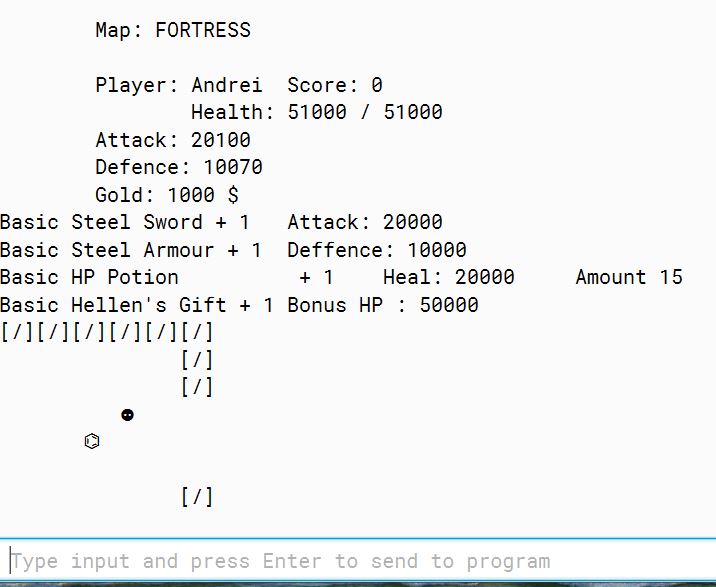 Map: FORTRESS
Player: Andrei Score: 0
Health: 51000 / 51000
Attack: 20100
Defence: 10070
Gold: 1000 $
Basic Steel Sword + 1 Attack: 20000
Basic Steel Armour + 1 Deffence: 10000
Basic HP Potion + 1 Heal: 20000 Amount 15
Basic Hellen's Gift + 1 Bonus HP : 50000
[/][/][/][/][/][/]
[/]
[/]
[/]
Type input and press Enter to send to program